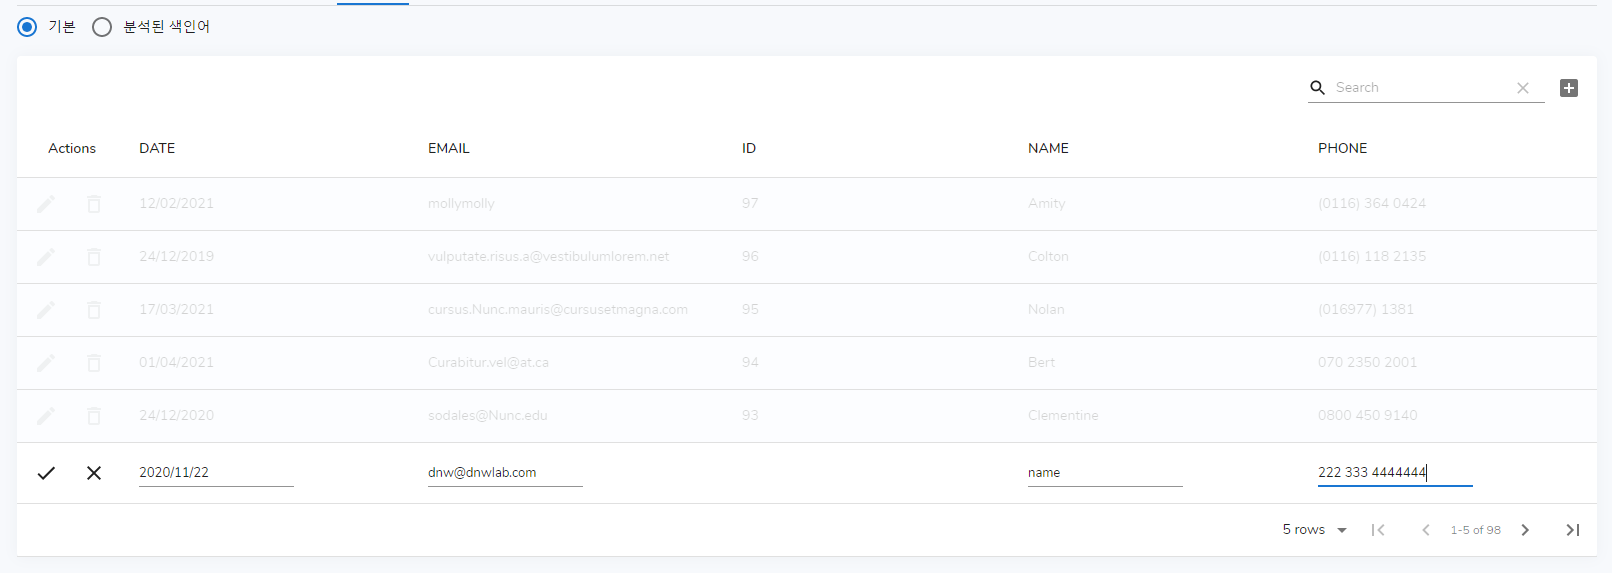 기본 분석된 색인어
Search
Actions DATE EMAIL ID NAME PHONE
12/02/2021 mollymolly 97 Amity (0116) 364 0424
24/12/2019 vulputate.risus.a@vestibulumlorem.net 96 Colton (0116) 118 2135
17/03/2021 cursus.Nunc.mauris@cursusetmagna.com 95 Nolan (016977) 1381
01/04/2021 Curabitur.vel@at.ca 94 Bert 070 2350 2001
24/12/2020 sodales@Nunc.edu 93 Clementine 0800 450 9140
2020/11/22 dnw@dnwlab.com name 222 333 4444444
5 rows 1-5 of 98